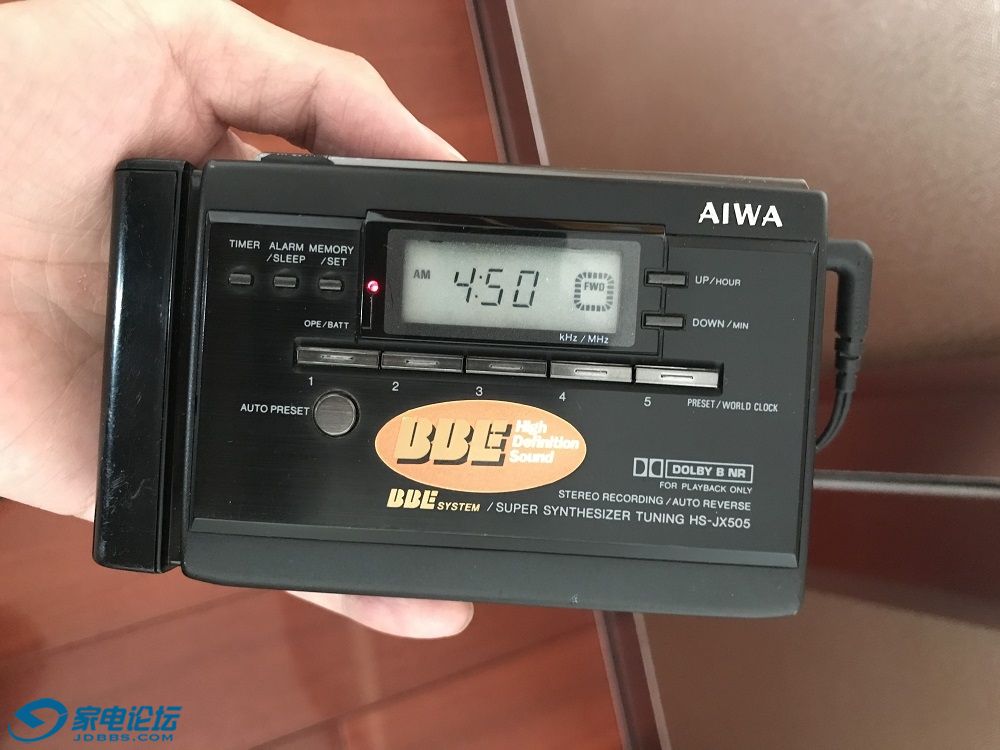 AIWA
TIMER
ALARM /SLEEP
MEMORY /SET
AM 4:50 FWD
UP/HOUR
OPE/BATT
DOWN/MIN
kHz/MHz
1 2 3 4 5
PRESET/WORLD CLOCK
AUTO PRESET
BBE High Definition Sound
DOLBY B NR
FOR PLAYBACK ONLY
STEREO RECORDING/AUTO REVERSE
BBE SYSTEM /SUPER SYNTHESIZER TUNING HS-JX505
家电论坛
JDBBS.COM